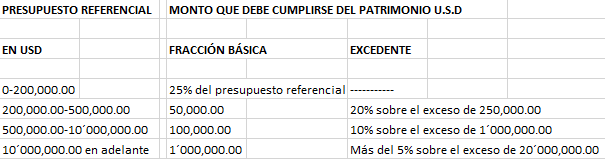 PRESUPUESTO REFERENCIAL MONTO QUE DEBE CUMPLIRSE DEL PATRIMONIO U.S.D
EN USD FRACCIÓN BÁSICA EXCEDENTE
0-200,000.00 25% del presupuesto referencial -----------
200,000.00-500,000.00 50,000.00 20% sobre el exceso de 250,000.00
500,000.00-10´000,000.00 100,000.00 10% sobre el exceso de 1´000,000.00
10´000,000.00 en adelante 1´000,000.00 Más del 5% sobre el exceso de 20´000,000.00